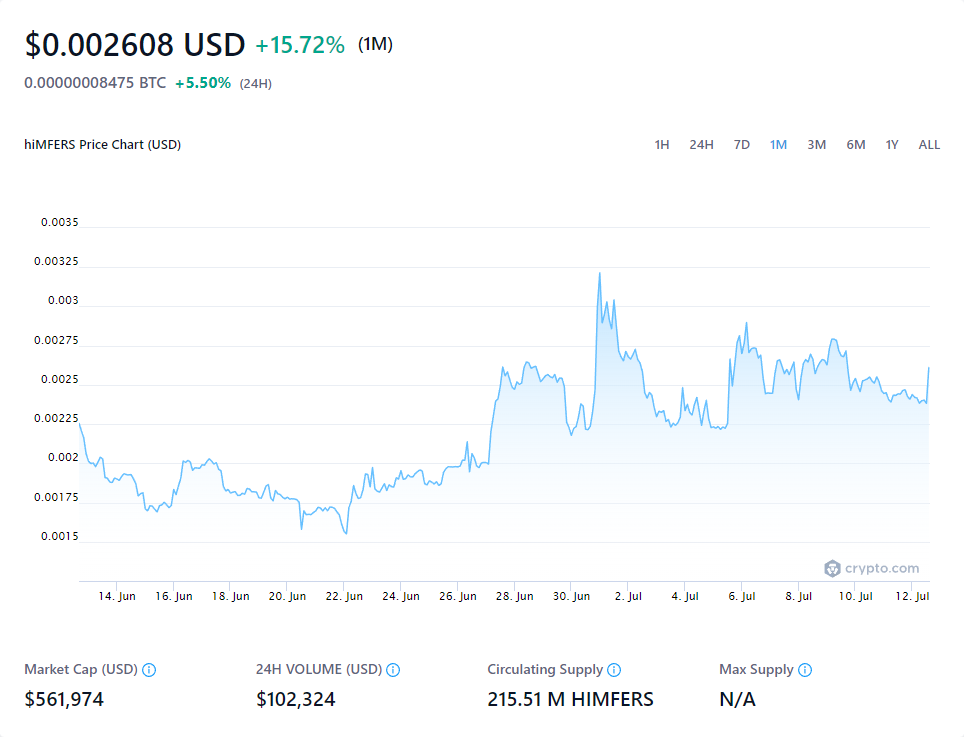 $0.002608 USD +15.72% (1M)
0.00000008475 BTC +5.50% (24H)
hiMFERS Price Chart (USD) 1H 24H 7D 1M 3M 6M 1Y ALL
0.0035
0.00325
0.003
0.00275
0.0025
0.00225
0.002
0.00175
0.0015
crypto.com
14. Jun 16. Jun 18. Jun 20. Jun 22. Jun 24. Jun 26. Jun 28. Jun 30. Jun 2. Jul 4. Jul 6. Jul 8. Jul 10. Jul 12. Jul
Market Cap (USD) 24H VOLUME (USD) Circulating Supply Max Supply
$561,974 $102,324 215.51 M HIMFERS N/A